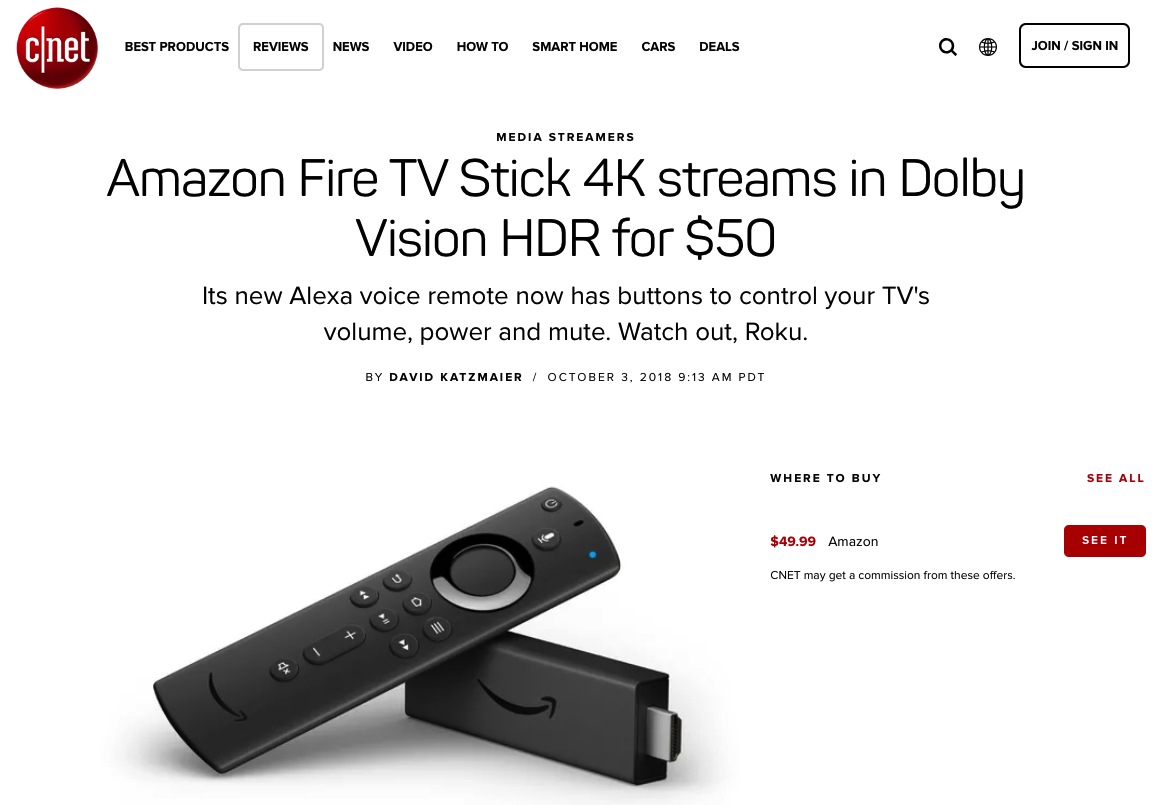 c|net
BEST PRODUCTS REVIEWS NEWS VIDEO HOW TO SMART HOME CARS DEALS JOIN / SIGN IN
MEDIA STREAMERS
Amazon Fire TV Stick 4K streams in Dolby
Vision HDR for $50
Its new Alexa voice remote now has buttons to control your TV's
volume, power and mute. Watch out, Roku.
BY DAVID KATZMAIER / OCTOBER 3, 2018 9:13 AM PDT
WHERE TO BUY SEE ALL
$49.99 Amazon SEE IT
CNET may get a commission from these offers.